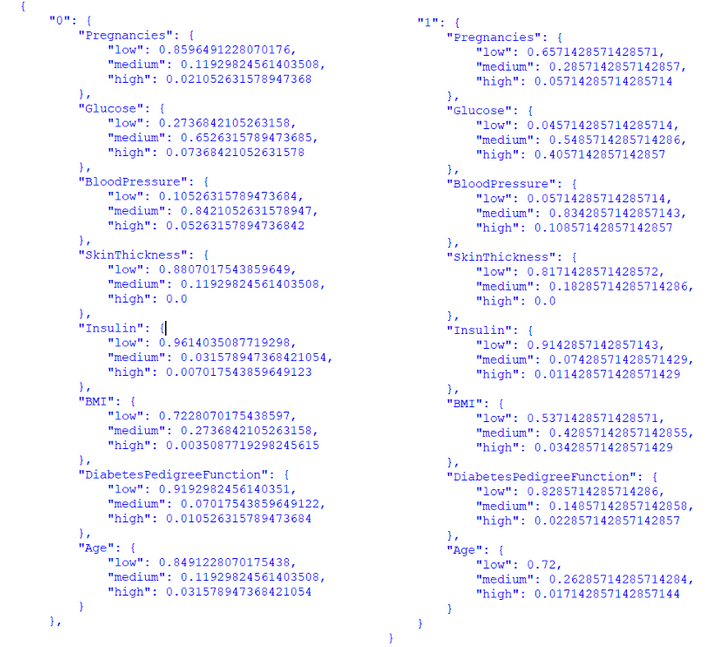 {
"0": {
"Pregnancies": {
"low": 0.8596491228070176,
"medium": 0.11929824561403508,
"high": 0.021052631578947368
},
"Glucose": {
"low": 0.2736842105263158,
"medium": 0.6526315789473685,
"high": 0.07368421052631578
},
"BloodPressure": {
"low": 0.10526315789473684,
"medium": 0.8421052631578947,
"high": 0.05263157894736842
},
"SkinThickness": {
"low": 0.8807017543859649,
"medium": 0.11929824561403508,
"high": 0.0
},
"Insulin": {
"low": 0.9614035087719298,
"medium": 0.031578947368421054,
"high": 0.007017543859649123
},
"BMI": {
"low": 0.7228070175438597,
"medium": 0.2736842105263158,
"high": 0.0035087719298245615
},
"DiabetesPedigreeFunction": {
"low": 0.9192982456140351,
"medium": 0.07017543859649122,
"high": 0.010526315789473684
},
"Age": {
"low": 0.8491228070175438,
"medium": 0.11929824561403508,
"high": 0.031578947368421054
}
},
"1": {
"Pregnancies": {
"low": 0.6571428571428571,
"medium": 0.2857142857142857,
"high": 0.05714285714285714
},
"Glucose": {
"low": 0.045714285714285714,
"medium": 0.5485714285714286,
"high": 0.4057142857142857
},
"BloodPressure": {
"low": 0.05714285714285714,
"medium": 0.8342857142857143,
"high": 0.10857142857142857
},
"SkinThickness": {
"low": 0.8171428571428572,
"medium": 0.18285714285714286,
"high": 0.0
},
"Insulin": {
"low": 0.9142857142857143,
"medium": 0.07428571428571429,
"high": 0.011428571428571429
},
"BMI": {
"low": 0.5371428571428571,
"medium": 0.42857142857142855,
"high": 0.03428571428571429
},
"DiabetesPedigreeFunction": {
"low": 0.8285714285714286,
"medium": 0.14857142857142858,
"high": 0.022857142857142857
},
"Age": {
"low": 0.72,
"medium": 0.26285714285714284,
"high": 0.017142857142857144
}
}
}